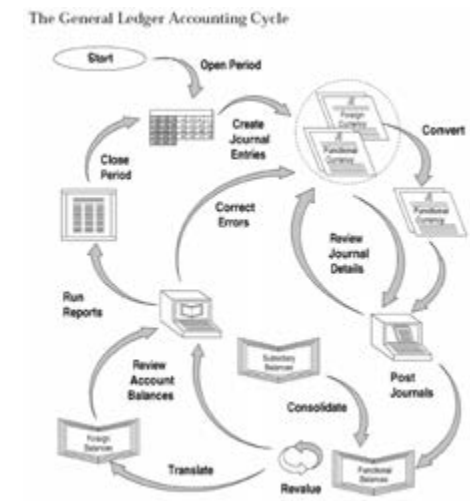 The General Ledger Accounting Cycle
Start
Open Period
Create
Journal
Entries
Foreign
Currency
Functional
Currency
Convert
Functional
Currency
Close
Period
Correct
Errors
Review
Journal
Details
Run
Reports
Review
Account
Balances
Subsidiary
Balances
Post
Journals
Consolidate
Foreign
Balances
Translate
Revalue
Functional
Balances